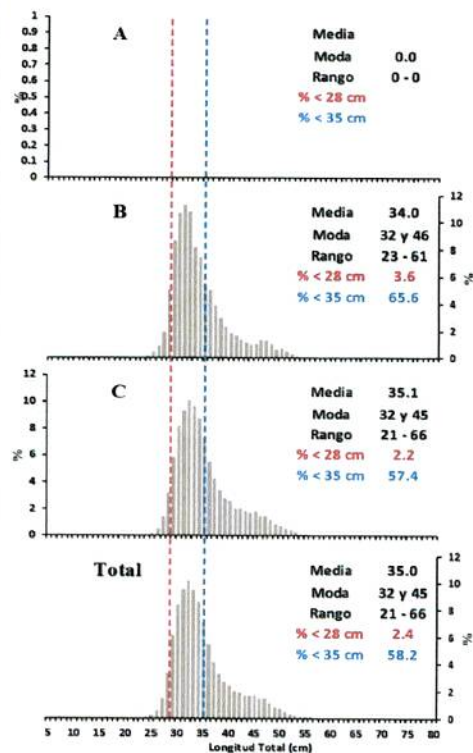 1
0.9
0.8
0.7
0.6
0.5
0.4
0.3
0.2
0.1
0
%
A
Media
Moda 0.0
Rango 0 - 0
% < 28 cm
% < 35 cm
B
Media 34.0
Moda 32 y 46
Rango 23 - 61
% < 28 cm 3.6
% < 35 cm 65.6
12
10
8
6
4
2
0
%
12
10
8
6
4
2
0
%
C
Media 35.1
Moda 32 y 45
Rango 21 - 66
% < 28 cm 2.2
% < 35 cm 57.4
Total
Media 35.0
Moda 32 y 45
Rango 21 - 66
% < 28 cm 2.4
% < 35 cm 58.2
12
10
8
6
4
2
0
%
5 10 15 20 25 30 35 40 45 50 55 60 65 70 75 80
Longitud Total (cm)